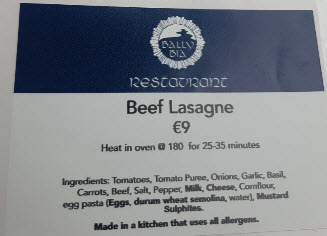 BALLY
BIA
RESTAURANT
Beef Lasagne
€9
Heat in oven @ 180 for 25-35 minutes
Ingredients: Tomatoes, Tomato Puree, Onions, Garlic, Basil,
Carrots, Beef, Salt, Pepper, Milk, Cheese, Cornflour,
egg pasta (Eggs, durum wheat semolina, water), Mustard
Sulphites.
Made in a kitchen that uses all allergens.